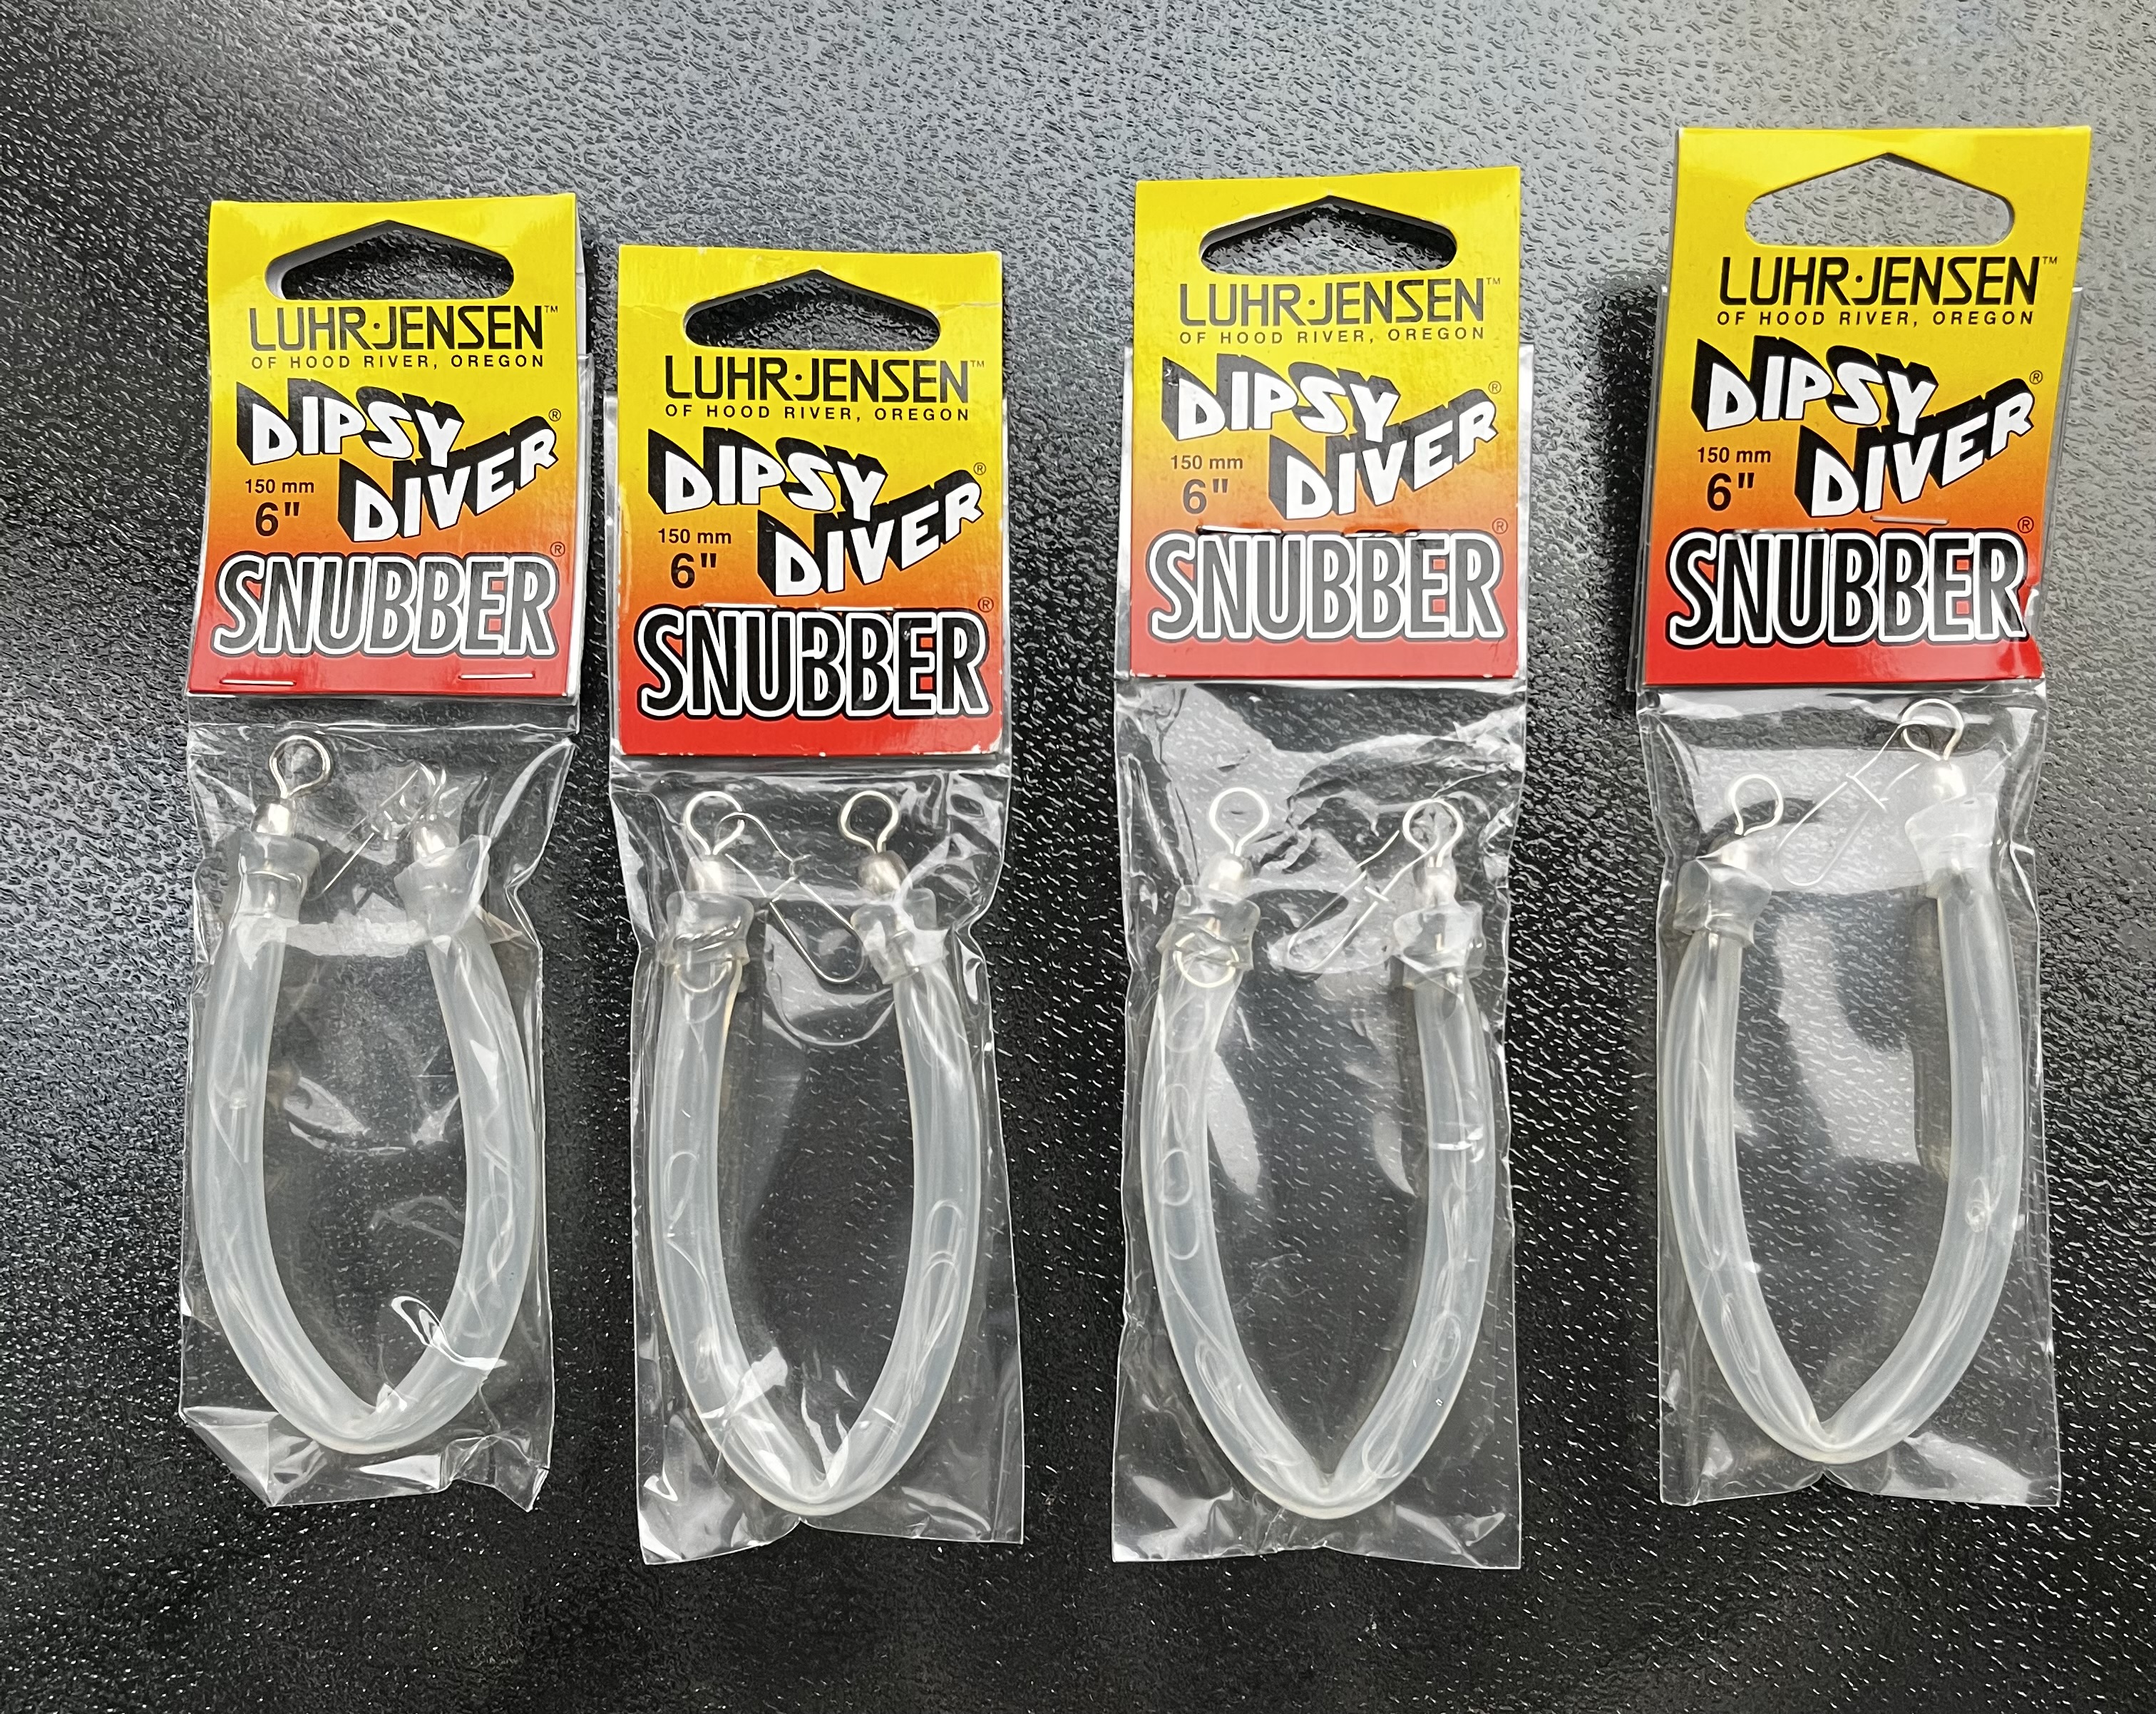 LUHR·JENSEN™
OF HOOD RIVER, OREGON
DIPSY
DIVER®
150 mm
6"
SNUBBER®
LUHR·JENSEN™
OF HOOD RIVER, OREGON
DIPSY
DIVER®
150 mm
6"
SNUBBER®
LUHR·JENSEN™
OF HOOD RIVER, OREGON
DIPSY
DIVER®
150 mm
6"
SNUBBER®
LUHR·JENSEN™
OF HOOD RIVER, OREGON
DIPSY
DIVER®
150 mm
6"
SNUBBER®